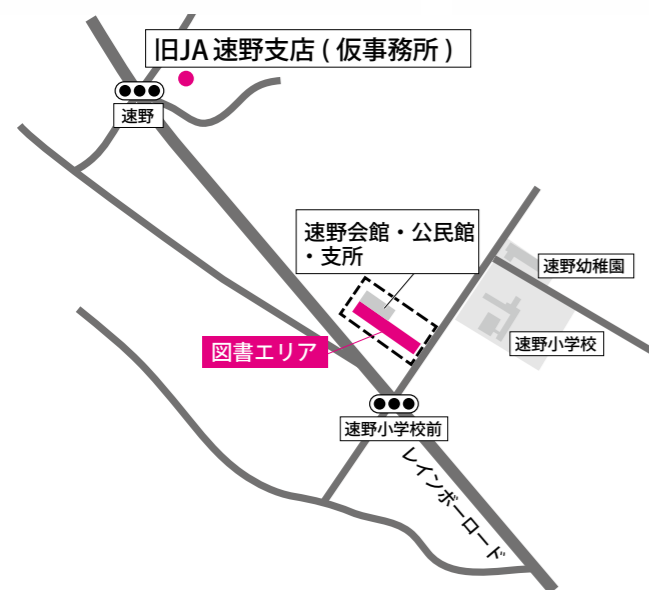 旧JA速野支店 ( 仮事務所 )
速野
速野会館・公民館
・支所
速野幼稚園
図書エリア
速野小学校
速野小学校前
レインボーロード